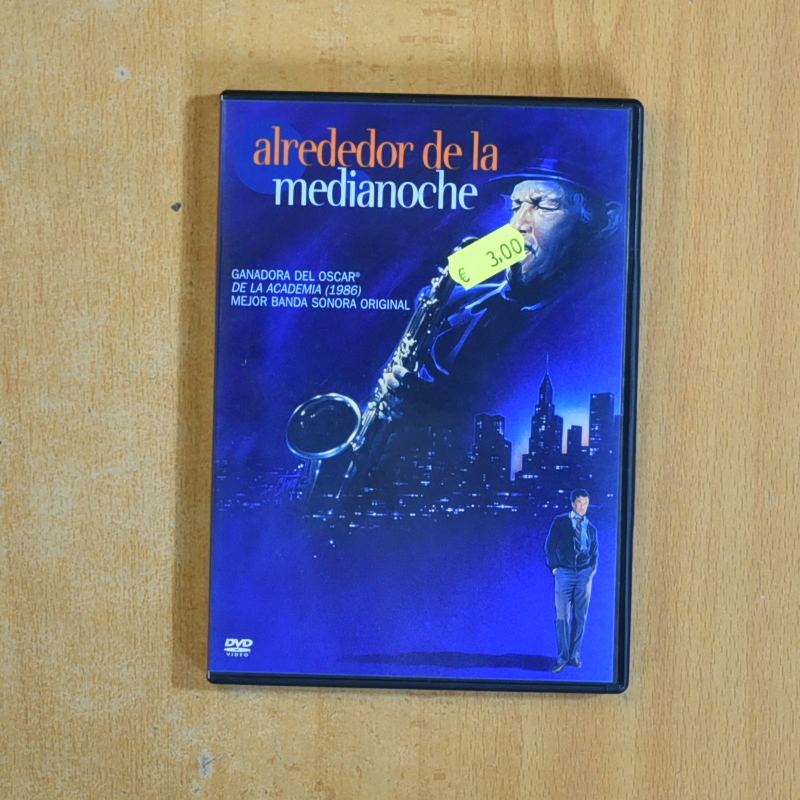 alrededor de la
medianoche
€ 3,00
GANADORA DEL OSCAR®
DE LA ACADEMIA (1986)
MEJOR BANDA SONORA ORIGINAL
DVD
VIDEO